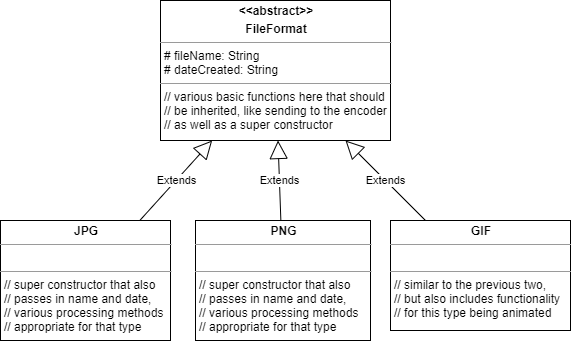 <<abstract>>
FileFormat
# fileName: String
# dateCreated: String
// various basic functions here that should
// be inherited, like sending to the encoder
// as well as a super constructor
Extends
Extends
Extends
JPG
// super constructor that also
// passes in name and date,
// various processing methods
// appropriate for that type
PNG
// super constructor that also
// passes in name and date,
// various processing methods
// appropriate for that type
GIF
// similar to the previous two,
// but also includes functionality
// for this type being animated